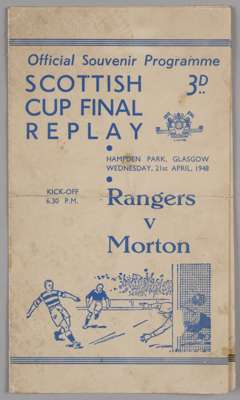 Official Souvenir Programme
SCOTTISH
CUP FINAL
REPLAY
3D..
HAMPDEN PARK, GLASGOW
WEDNESDAY, 21st APRIL, 1948
KICK-OFF
6.30 P.M.
Rangers
v
Morton